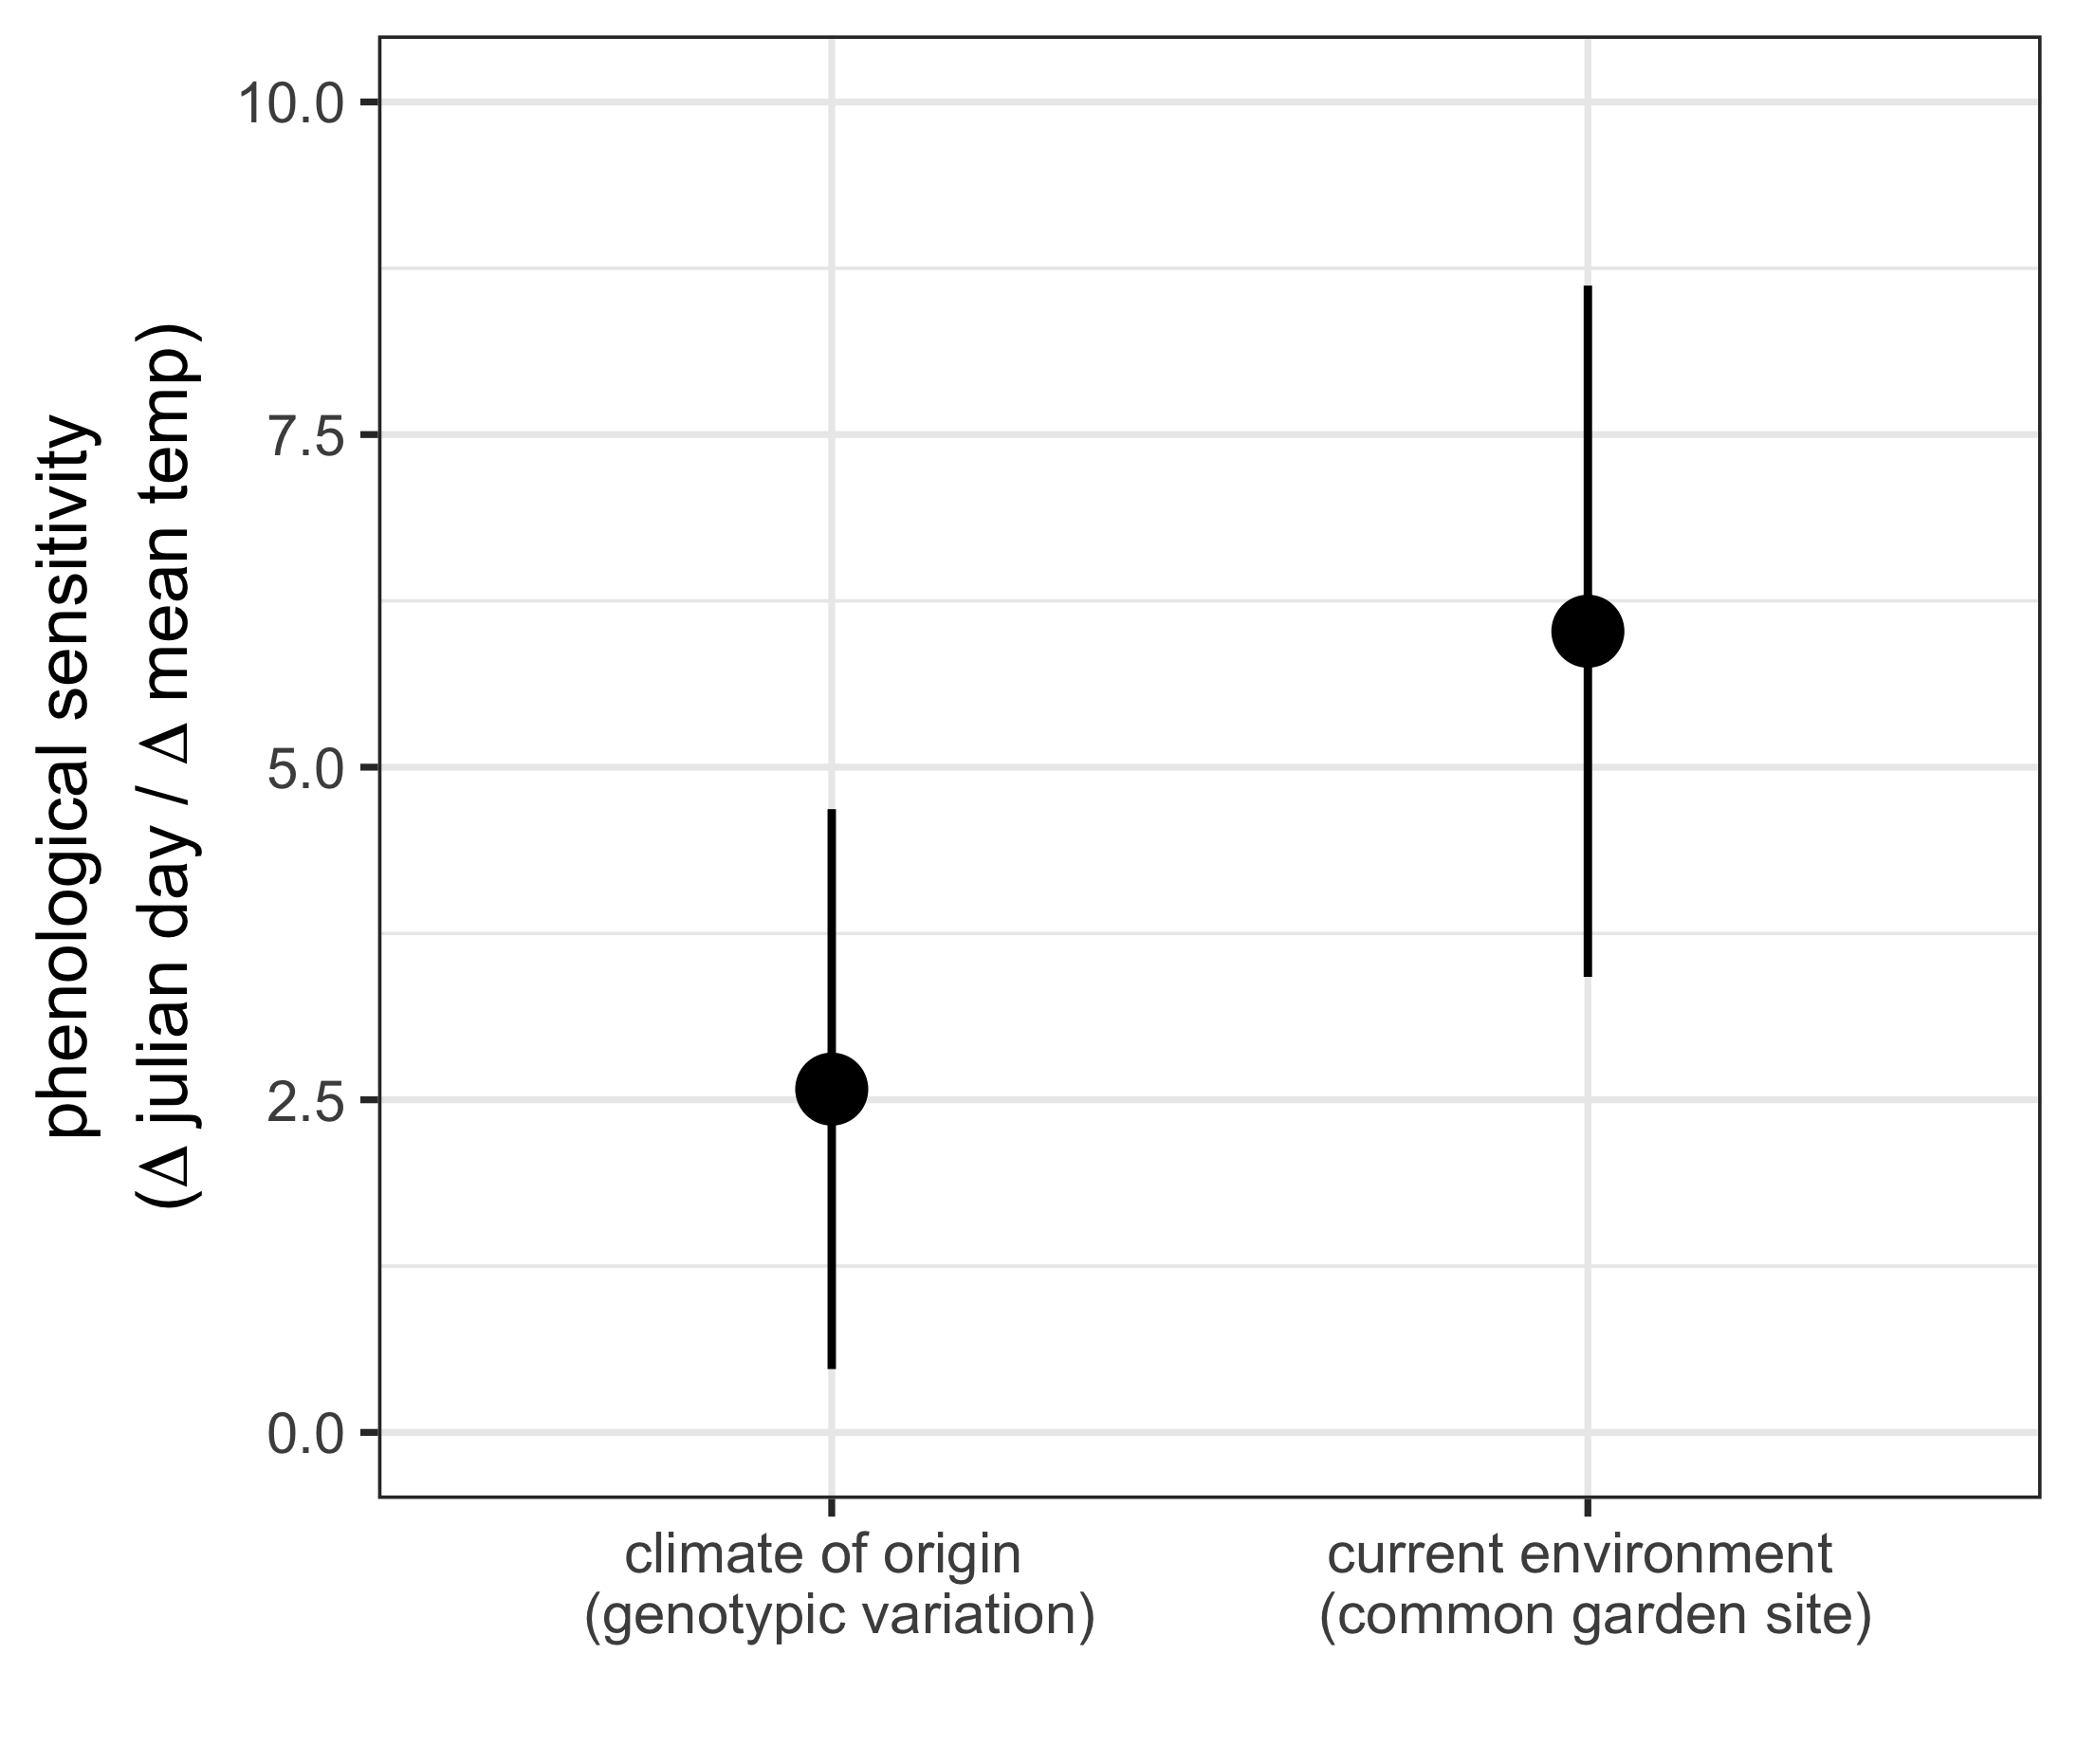 phenological sensitivity
(Δ julian day / Δ mean temp)
10.0
7.5
5.0
2.5
0.0
climate of origin
(genotypic variation)
current environment
(common garden site)